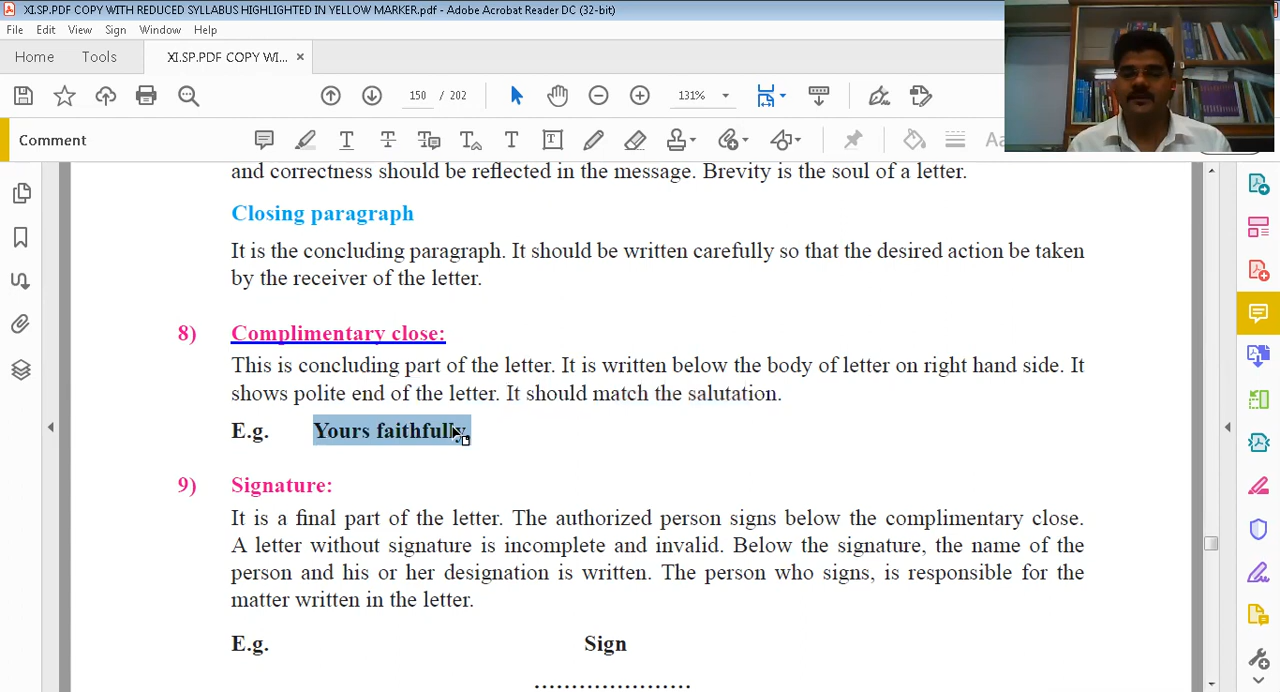 XI.SP.PDF COPY WITH REDUCED SYLLABUS HIGHLIGHTED IN YELLOW MARKER.pdf - Adobe Acrobat Reader DC (32-bit)
File Edit View Sign Window Help
Home Tools XI.SP.PDF COPY WI... ×
150 / 202 131%
Comment
and correctness should be reflected in the message. Brevity is the soul of a letter.
Closing paragraph
It is the concluding paragraph. It should be written carefully so that the desired action be taken
by the receiver of the letter.
8) Complimentary close:
This is concluding part of the letter. It is written below the body of letter on right hand side. It
shows polite end of the letter. It should match the salutation.
E.g. Yours faithfully
9) Signature:
It is a final part of the letter. The authorized person signs below the complimentary close.
A letter without signature is incomplete and invalid. Below the signature, the name of the
person and his or her designation is written. The person who signs, is responsible for the
matter written in the letter.
E.g. Sign
.....................